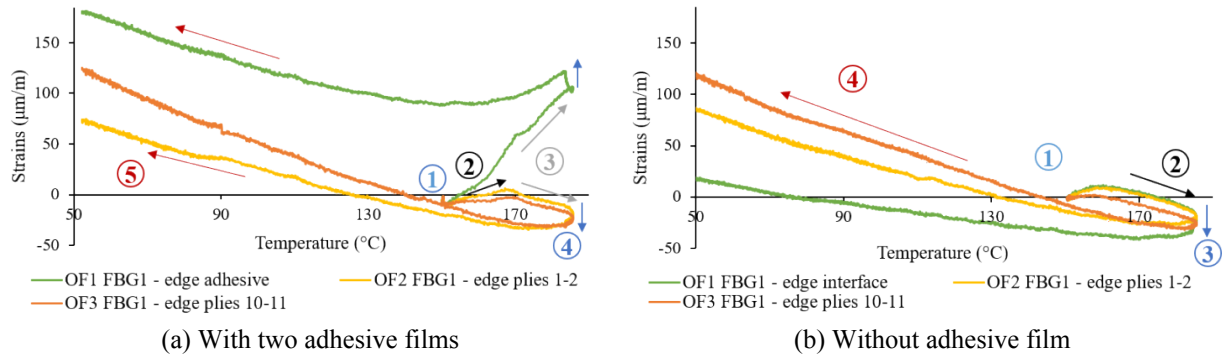 Strains (μm/m)
150
100
50
0
-50
50
90
130
170
Temperature (°C)
1
2
3
4
5
OF1 FBG1 - edge adhesive
OF2 FBG1 - edge plies 1-2
OF3 FBG1 - edge plies 10-11
(a) With two adhesive films
Strains (μm/m)
150
100
50
0
-50
50
90
130
170
Temperature (°C)
1
2
3
4
OF1 FBG1 - edge interface
OF2 FBG1 - edge plies 1-2
OF3 FBG1 - edge plies 10-11
(b) Without adhesive film